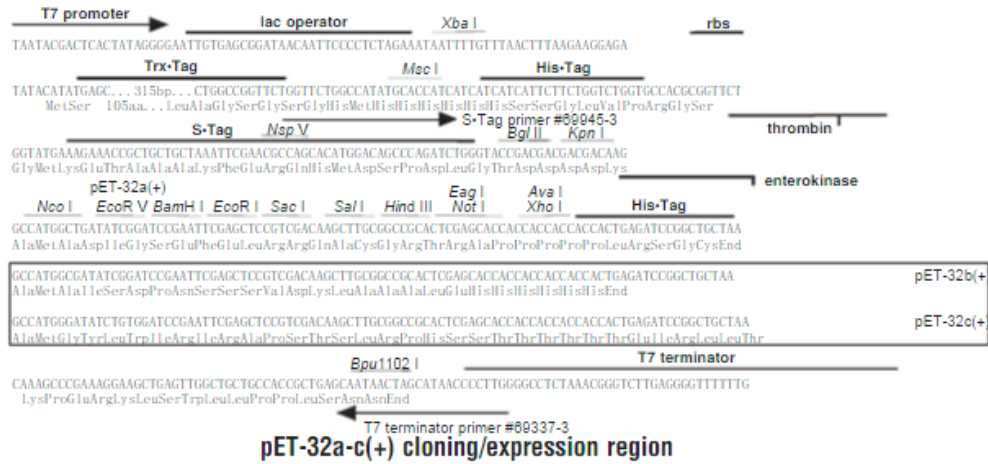 T7 promoter lac operator Xba I rbs
TAATACGACTCACTATAGGGGAATTGTGAGCGGATAACAATTCCCCTCTAGAAATAATTTTGTTTAACTTTAAGAAGGAGA
Trx•Tag Msc I His•Tag
TATACATATGAGC...315bp...CTGGCCGGTTCTGGTTCTGGCCATATGCACCATCATCATCATCATTCTTCTGGTCTGGTGCCACGCGGTTCT
MetSer 105aa...LeuAlaGlySerGlySerGlyHisMetHisHisHisHisHisHisSerSerGlyLeuValProArgGlySer
S-Tag primer #69945-3
S•Tag Nsp V Bgl II Kpn I thrombin
GGTATGAAAGAAACCGCTGCTGCTAAATTCGAACGCCAGCACATGGACAGCCCAGATCTGGGTACCGACGACGACGACAAG
GlyMetLysGluThrAlaAlaAlaLysPheGluArgGlnHisMetAspSerProAspLeuGlyThrAspAspAspAspLys
pET-32a(+) Eag I Ava I enterokinase
Nco I EcoR V BamH I EcoR I Sac I Sal I Hind III Not I Xho I His•Tag
GCCATGGCTGATATCGGATCCGAATTCGAGCTCCGTCGACAAGCTTGCGGCCGCACTCGAGCACCACCACCACCACCACTGAGATCCGGCTGCTAA
AlaMetAlaAspIleGlySerGluPheGluLeuArgArgGlnAlaCysGlyArgThrArgAlaProProProProProLeuArgSerGlyCysEnd
GCCATGGCGATATCGGATCCGAATTCGAGCTCCGTCGACAAGCTTGCGGCCGCACTCGAGCACCACCACCACCACCACTGAGATCCGGCTGCTAA pET-32b(+)
AlaMetAlaIleSerAspProAsnSerSerSerValAspLysLeuAlaAlaAlaLeuGluHisHisHisHisHisHisEnd
GCCATGGGATATCTGTGGATCCGAATTCGAGCTCCGTCGACAAGCTTGCGGCCGCACTCGAGCACCACCACCACCACCACTGAGATCCGGCTGCTAA pET-32c(+)
AlaMetGlyTyrLeuTrpIleArgIleArgAlaProSerThrSerLeuArgProHisSerSerThrThrThrThrThrThrGluIleArgLeuLeuThr
Bpu1102 I T7 terminator
CAAAGCCCGAAAGGAAGCTGAGTTGGCTGCTGCCACCGCTGAGCAATAACTAGCATAACCCCTTGGGGCCTCTAAACGGGTCTTGAGGGGTTTTTTG
LysProGluArgLysLeuSerTrpLeuLeuProProLeuSerAsnAsnEnd
T7 terminator primer #69337-3
pET-32a-c(+) cloning/expression region